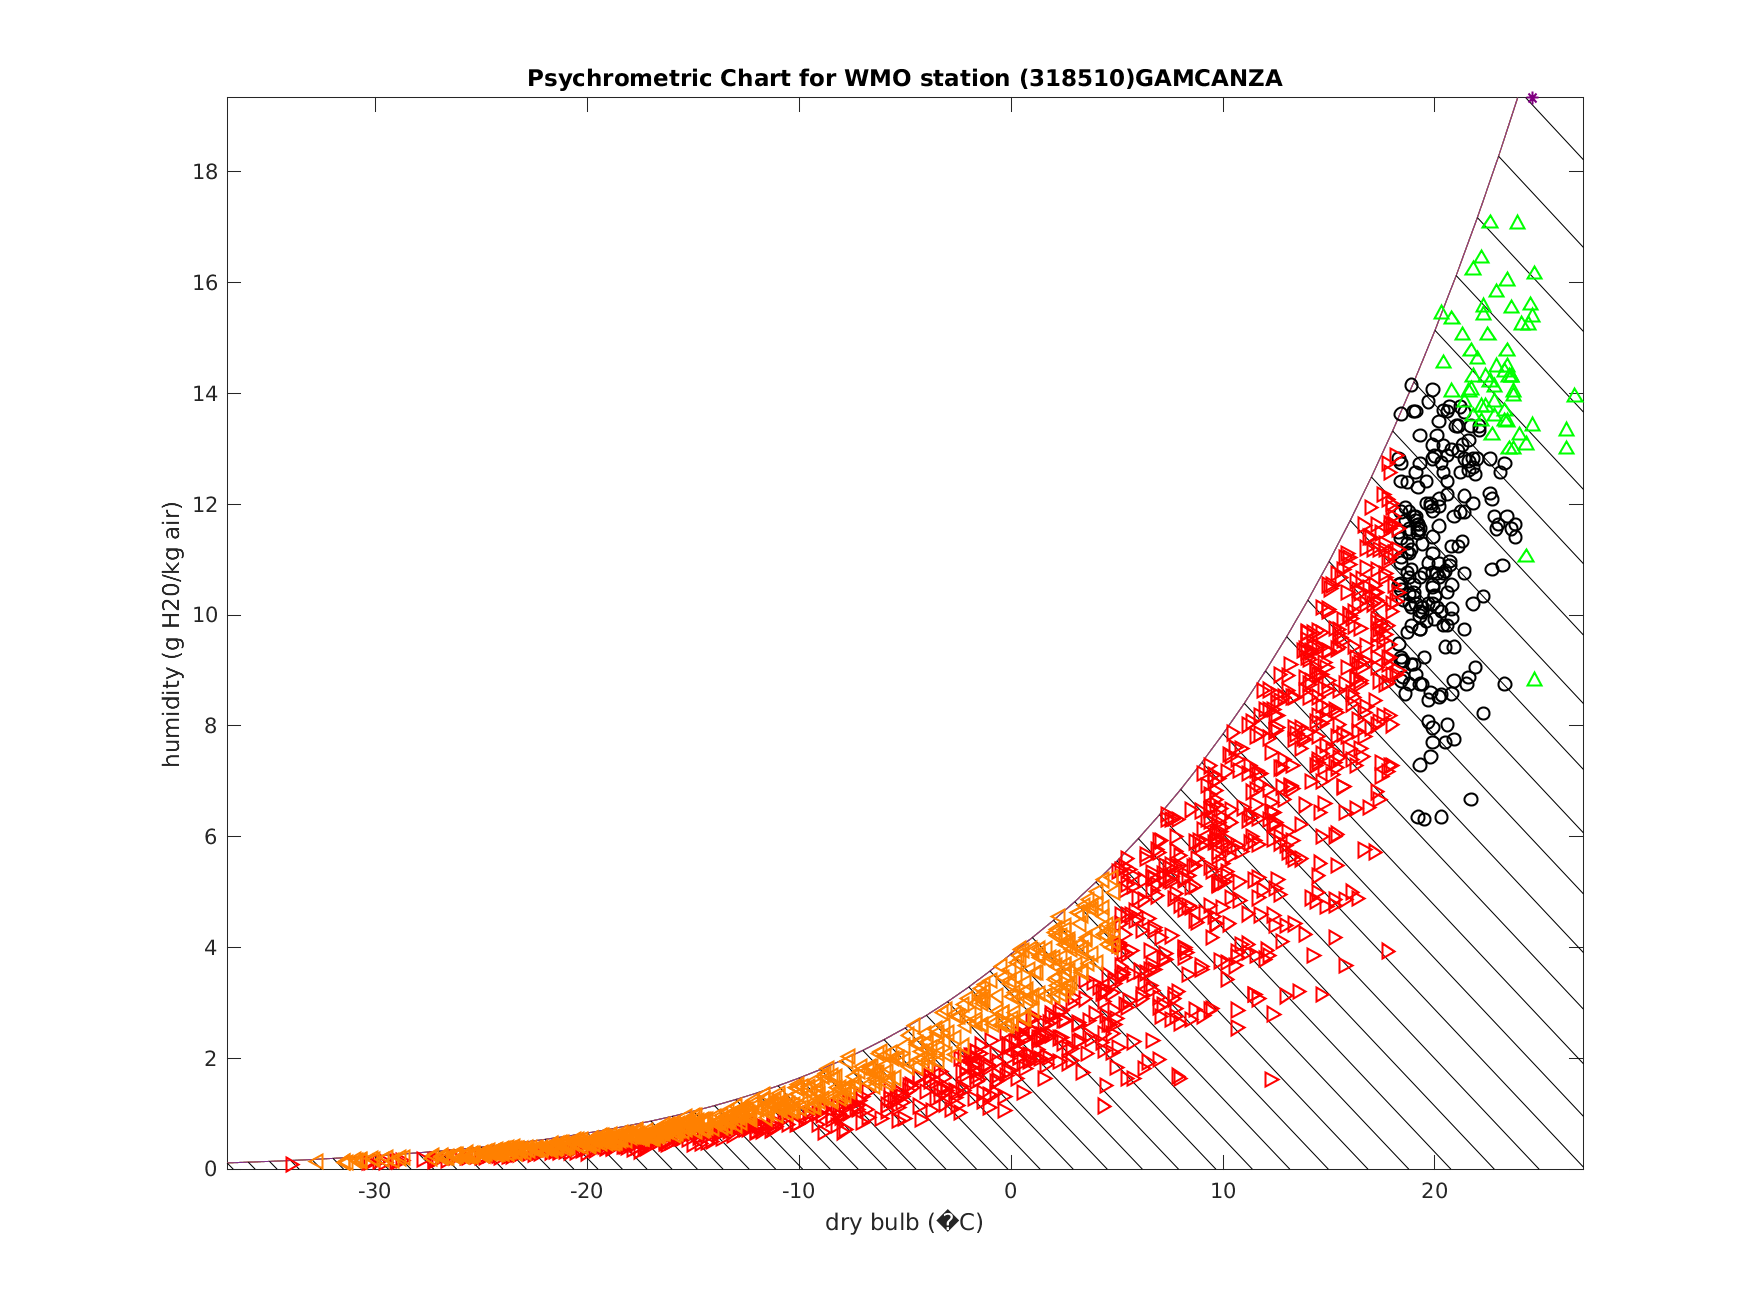 Psychrometric Chart for WMO station (318510)GAMCANZA
humidity (g H20/kg air)
18
16
14
12
10
8
6
4
2
0
-30 -20 -10 0 10 20
dry bulb (�C)